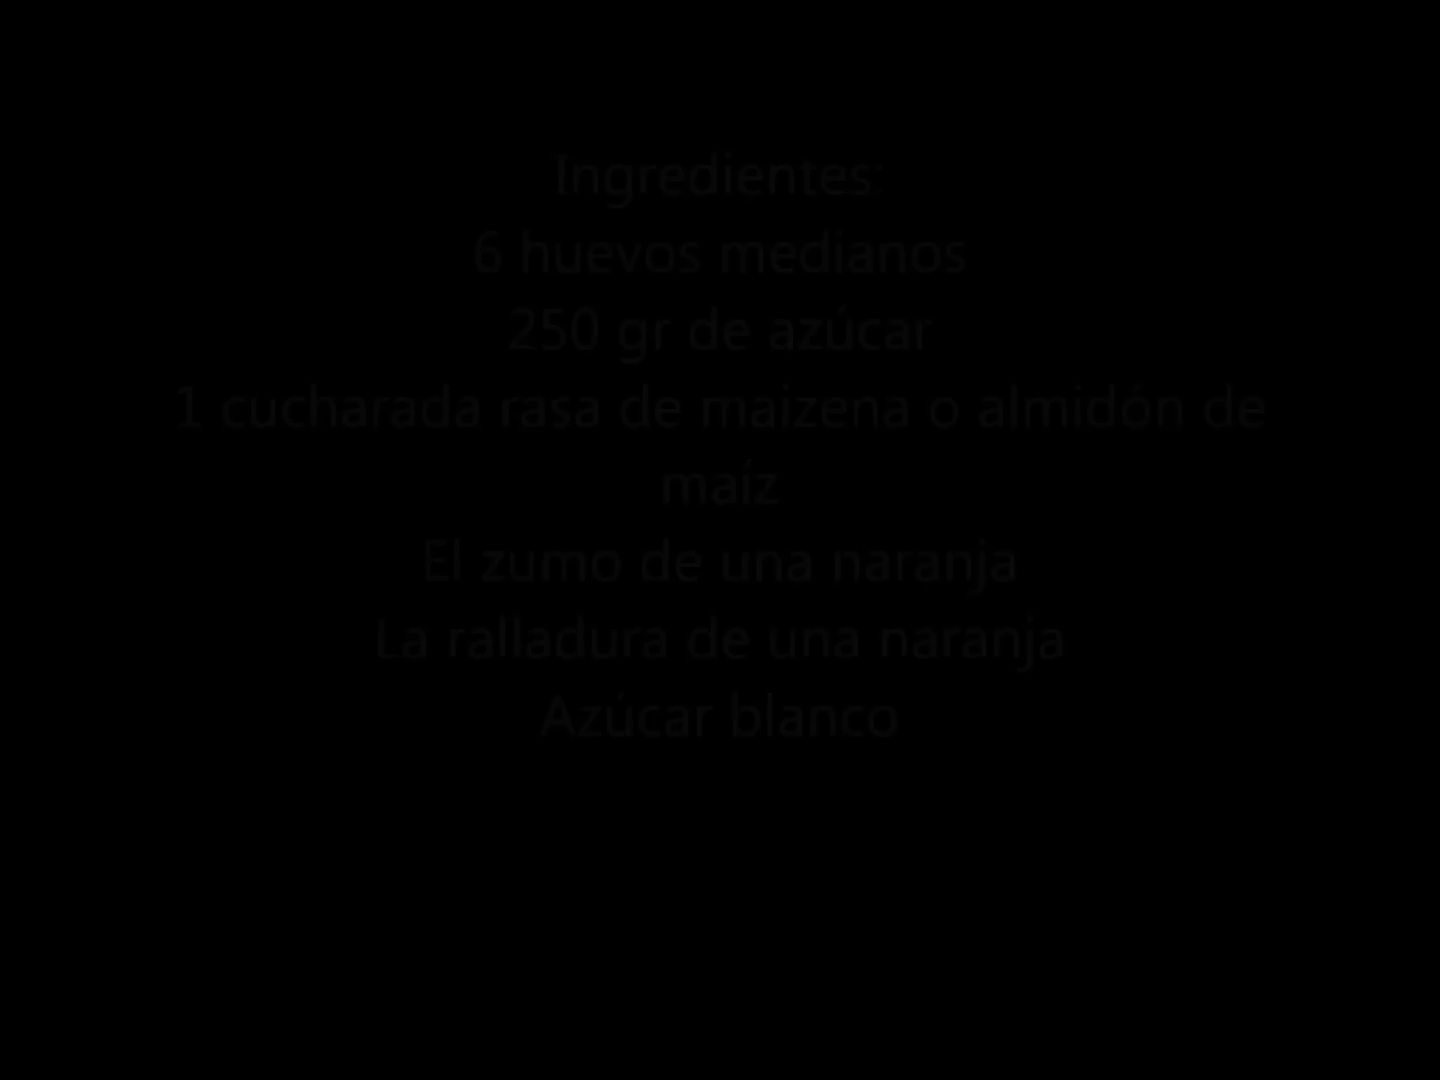 Ingredientes:
6 huevos medianos
250 gr de azúcar
1 cucharada rasa de maizena o almidón de
maíz
El zumo de una naranja
La ralladura de una naranja
Azúcar blanco